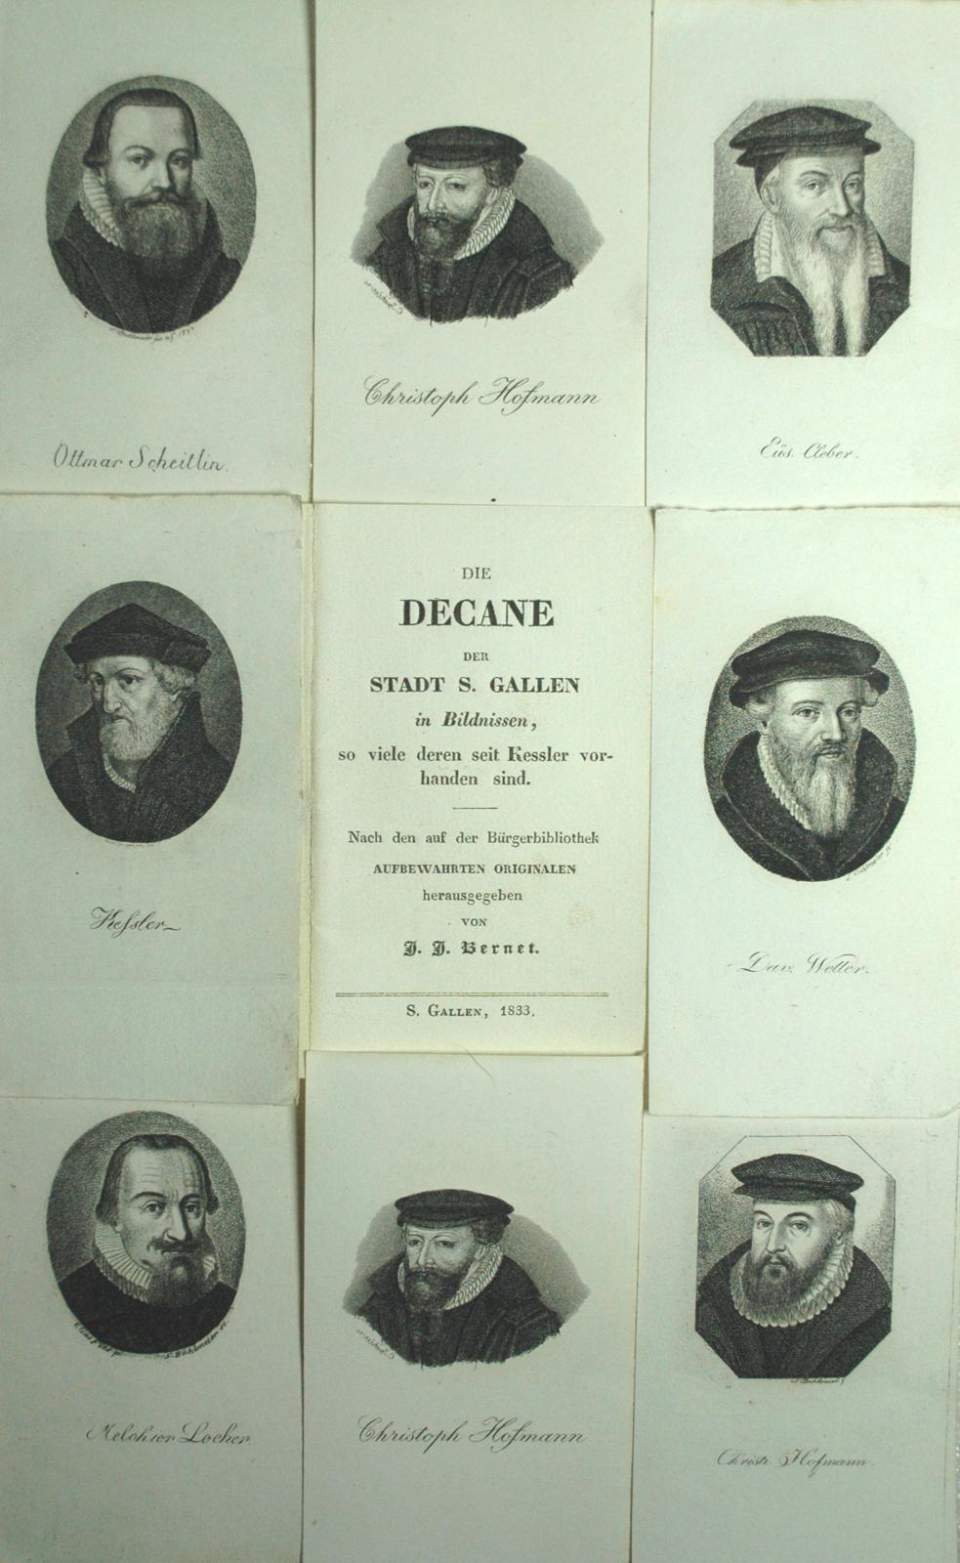 Ottmar Scheitlin.
Christoph Hofmann
Eüs. Cleber.
Kessler
DIE
DECANE
DER
STADT S. GALLEN
in Bildnissen,
so viele deren seit Kessler vor-
handen sind.
Nach den auf der Bürgerbibliothek
AUFBEWAHRTEN ORIGINALEN
herausgegeben
VON
J. J. Bernet.
S. GALLEN, 1833.
Dav. Wetter.
Melchior Locher
Christoph Hofmann
Christ. Hofmann.